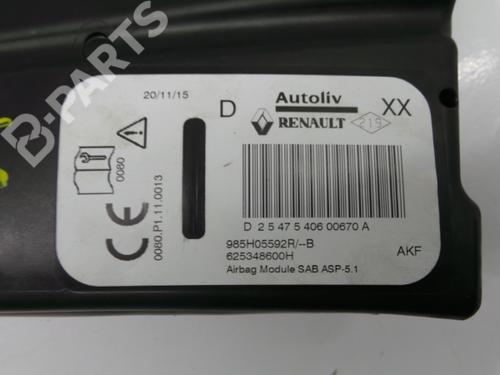 B-PARTS
20/11/15
D
Autoliv
XX
RENAULT
219
0080
0080.P1.11.0013
CE
D 2 5 47 5 406 00670 A
985H05592R/--B
625348600H
AKF
Airbag Module SAB ASP-5.1